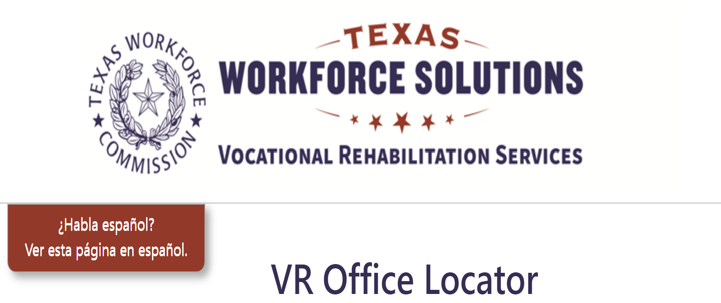 TEXAS WORKFORCE
COMMISSION
TEXAS
WORKFORCE SOLUTIONS
VOCATIONAL REHABILITATION SERVICES
¿Habla español?
Ver esta página en español.
VR Office Locator